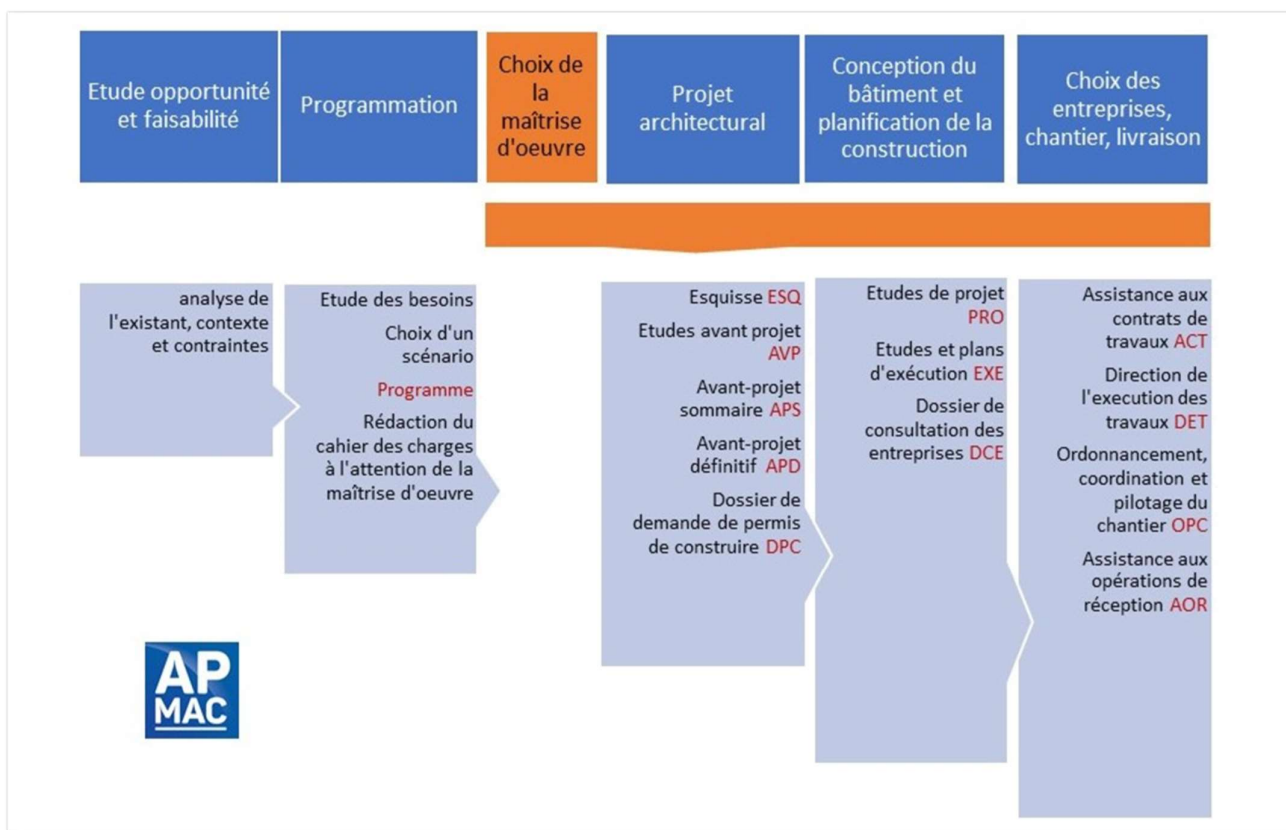 Etude opportunité
et faisabilité
Programmation
Choix de
la
maîtrise
d'oeuvre
Projet
architectural
Conception du
bâtiment et
planification de la
construction
Choix des
entreprises,
chantier, livraison
analyse de
l'existant, contexte
et contraintes
Etude des besoins
Choix d'un
scénario
Programme
Rédaction du
cahier des charges
à l'attention de la
maîtrise d'oeuvre
Esquisse ESQ
Etudes avant projet
AVP
Avant-projet
sommaire APS
Avant-projet
définitif APD
Dossier de
demande de permis
de construire DPC
Etudes de projet
PRO
Etudes et plans
d'exécution EXE
Dossier de
consultation des
entreprises DCE
Assistance aux
contrats de
travaux ACT
Direction de
l'execution des
travaux DET
Ordonnancement,
coordination et
pilotage du
chantier OPC
Assistance aux
opérations de
réception AOR
AP
MAC